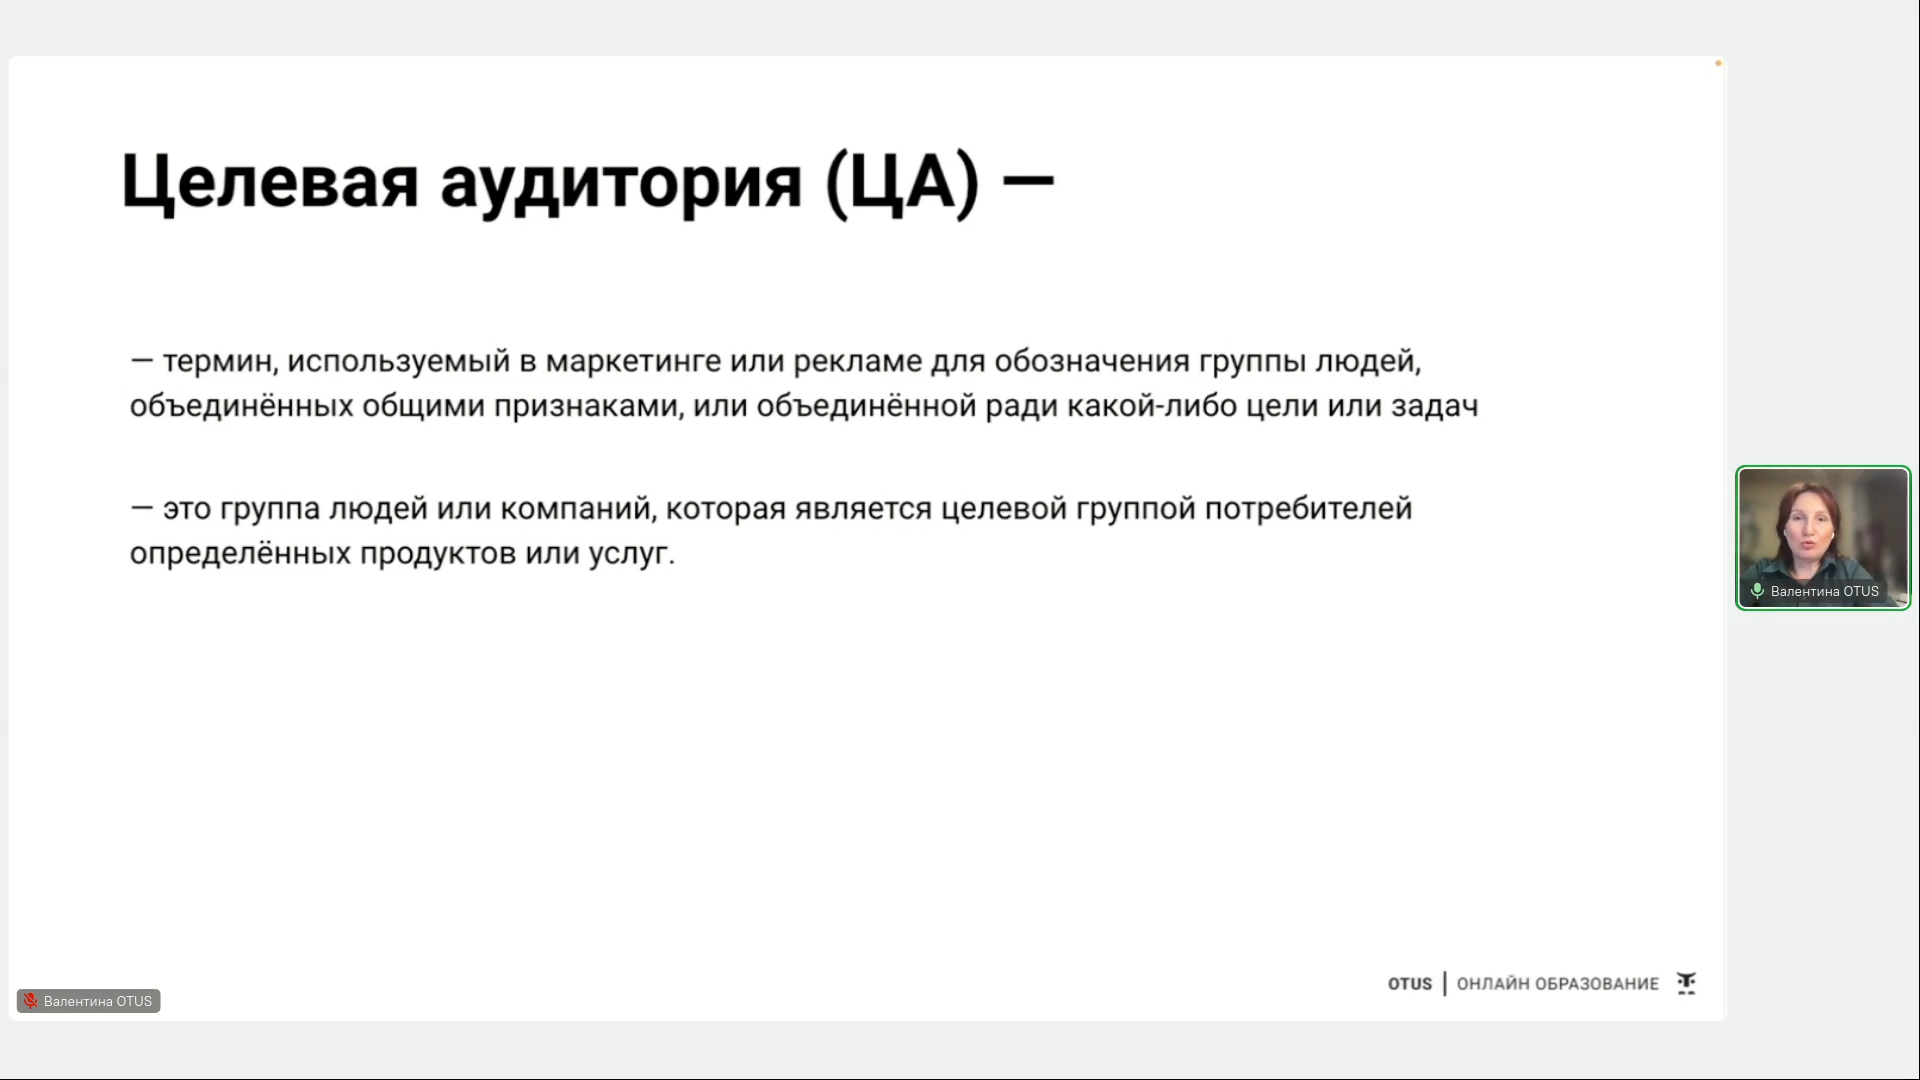 Целевая аудитория (ЦА) —
— термин, используемый в маркетинге или рекламе для обозначения группы людей,
объединённых общими признаками, или объединённой ради какой-либо цели или задач
— это группа людей или компаний, которая является целевой группой потребителей
определённых продуктов или услуг.
Валентина OTUS
OTUS | ОНЛАЙН ОБРАЗОВАНИЕ
Валентина OTUS